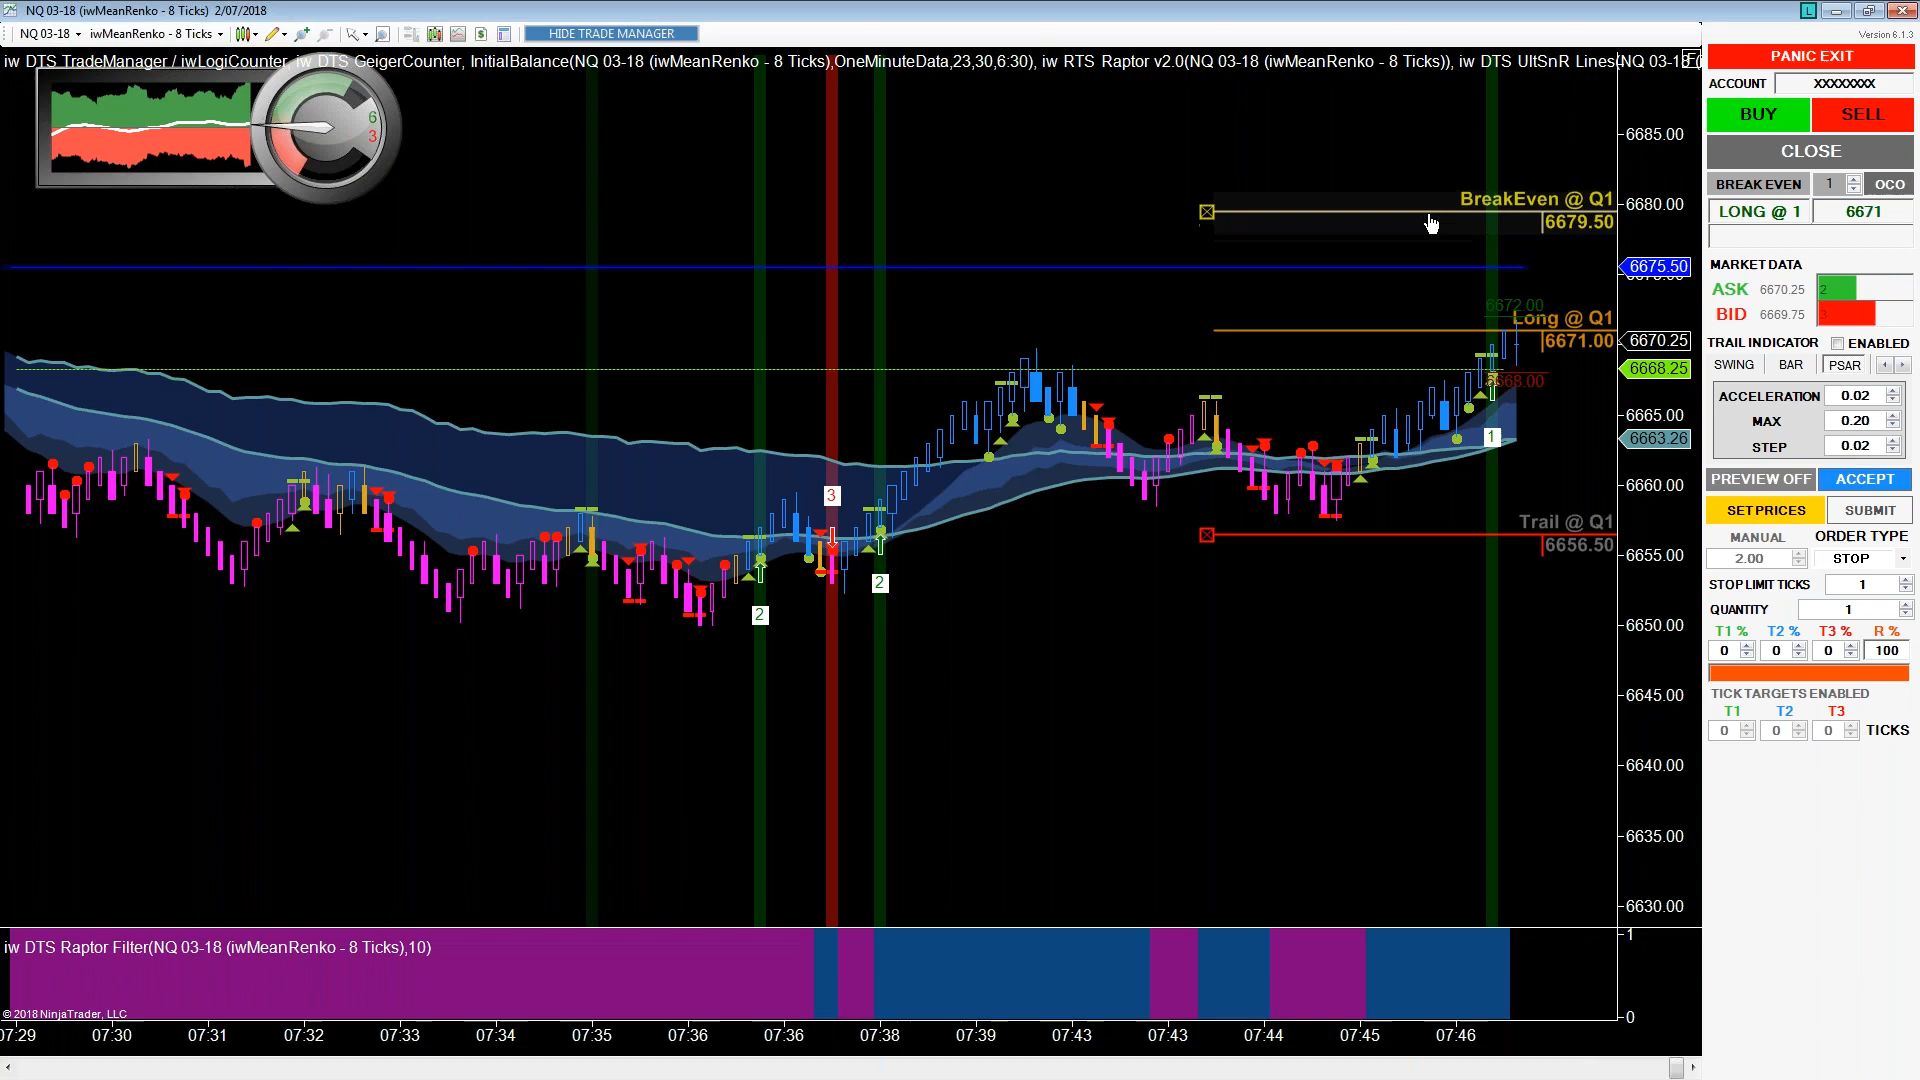 NQ 03-18 (iwMeanRenko - 8 Ticks) 2/07/2018
L
NQ 03-18 iwMeanRenko - 8 Ticks HIDE TRADE MANAGER
Version 6.1.3
iw DTS TradeManager / iwLogiCounter, iw DTS GeigerCounter, InitialBalance(NQ 03-18 (iwMeanRenko - 8 Ticks),OneMinuteData,23,30,6:30), iw RTS Raptor v2.0(NQ 03-18 (iwMeanRenko - 8 Ticks)), iw DTS UltSnR Lines(NQ 03-18
6
3
BreakEven @ Q1
6679.50
6672.00
Long @ Q1
6671.00
6668.00
Trail @ Q1
6656.50
1
3
2
2
6685.00
6680.00
6675.50
6670.25
6668.25
6665.00
6663.26
6660.00
6655.00
6650.00
6645.00
6640.00
6635.00
6630.00
iw DTS Raptor Filter(NQ 03-18 (iwMeanRenko - 8 Ticks),10)
1
0
© 2018 NinjaTrader, LLC
07:29 07:30 07:31 07:32 07:33 07:34 07:35 07:36 07:36 07:38 07:39 07:43 07:43 07:44 07:45 07:46
PANIC EXIT
ACCOUNT XXXXXXXX
BUY SELL
CLOSE
BREAK EVEN 1 OCO
LONG @ 1 6671
MARKET DATA
ASK 6670.25 2
BID 6669.75 3
TRAIL INDICATOR ENABLED
SWING BAR PSAR
ACCELERATION 0.02
MAX 0.20
STEP 0.02
PREVIEW OFF ACCEPT
SET PRICES SUBMIT
MANUAL ORDER TYPE
2.00 STOP
STOP LIMIT TICKS 1
QUANTITY 1
T1 % T2 % T3 % R %
0 0 0 100
TICK TARGETS ENABLED
T1 T2 T3
0 0 0 TICKS